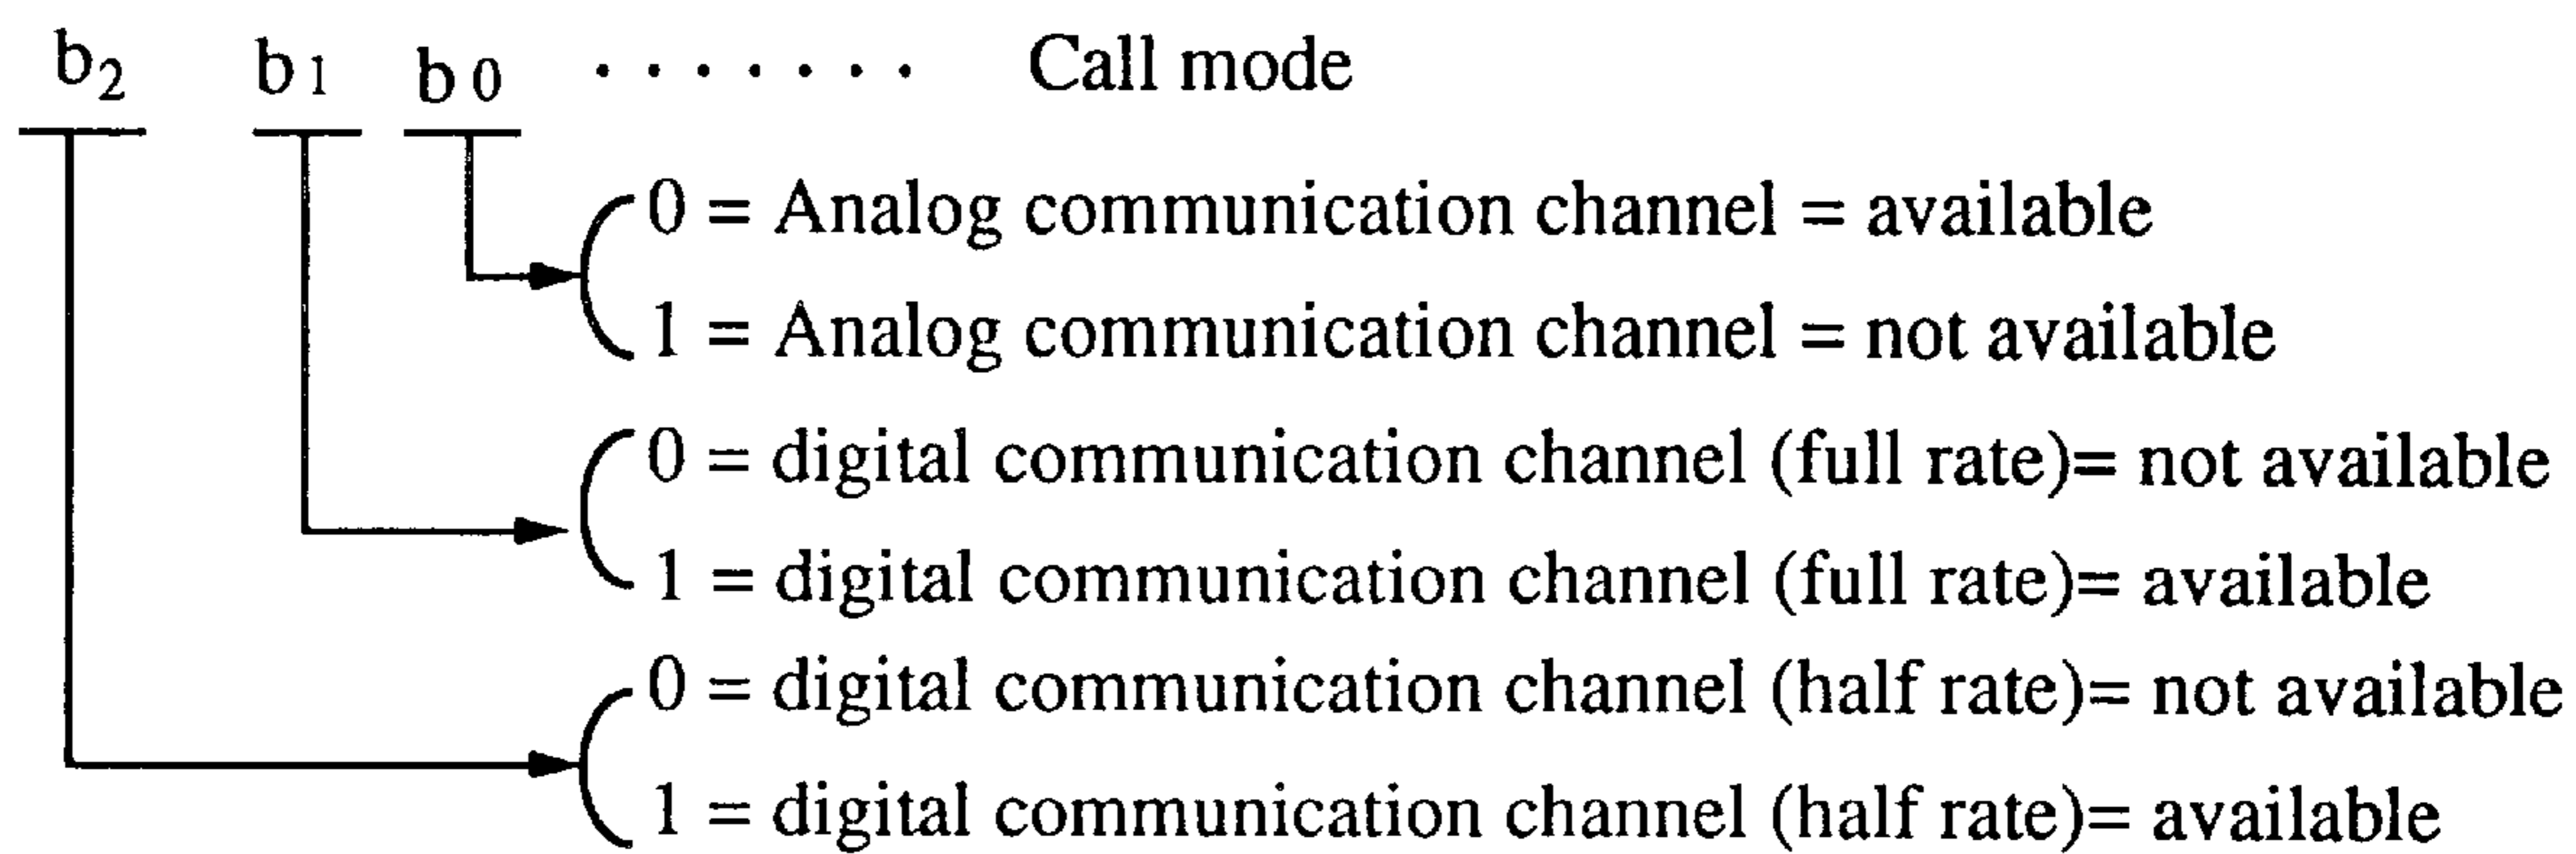 b2 b1 b0 ······· Call mode
0 = Analog communication channel = available
1 = Analog communication channel = not available
0 = digital communication channel (full rate)= not available
1 = digital communication channel (full rate)= available
0 = digital communication channel (half rate)= not available
1 = digital communication channel (half rate)= available